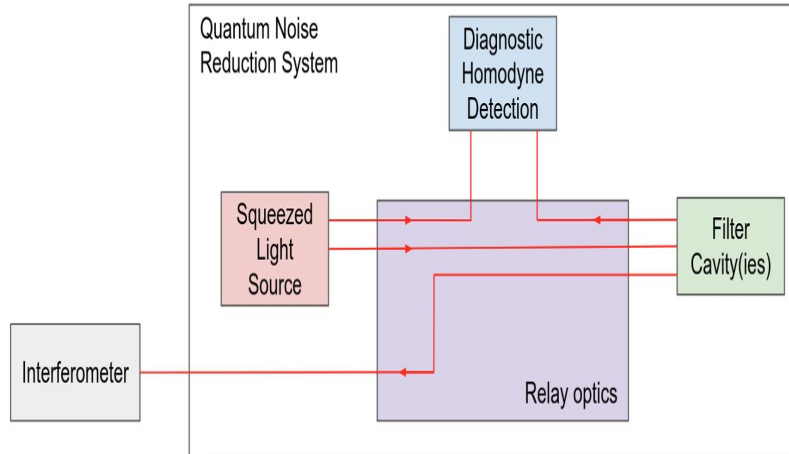 Quantum Noise
Reduction System
Diagnostic
Homodyne
Detection
Squeezed
Light
Source
Filter
Cavity(ies)
Interferometer
Relay optics